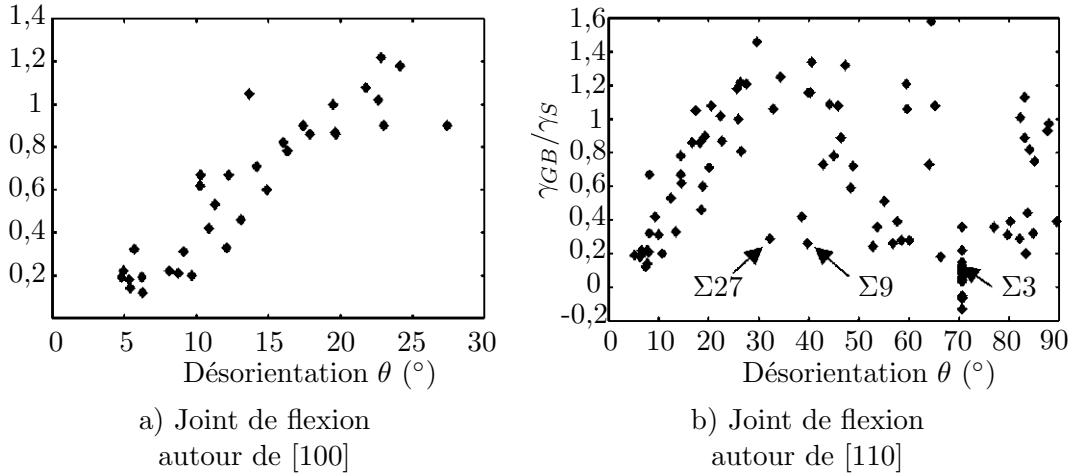 1,4
1,2
1
0,8
0,6
0,4
0,2
0 5 10 15 20 25 30
Désorientation θ (°)
a) Joint de flexion
autour de [100]
γGB/γS
1,6
1,4
1,2
1
0,8
0,6
0,4
0,2
0
-0,2
Σ27
Σ9
Σ3
0 10 20 30 40 50 60 70 80 90
Désorientation θ (°)
b) Joint de flexion
autour de [110]